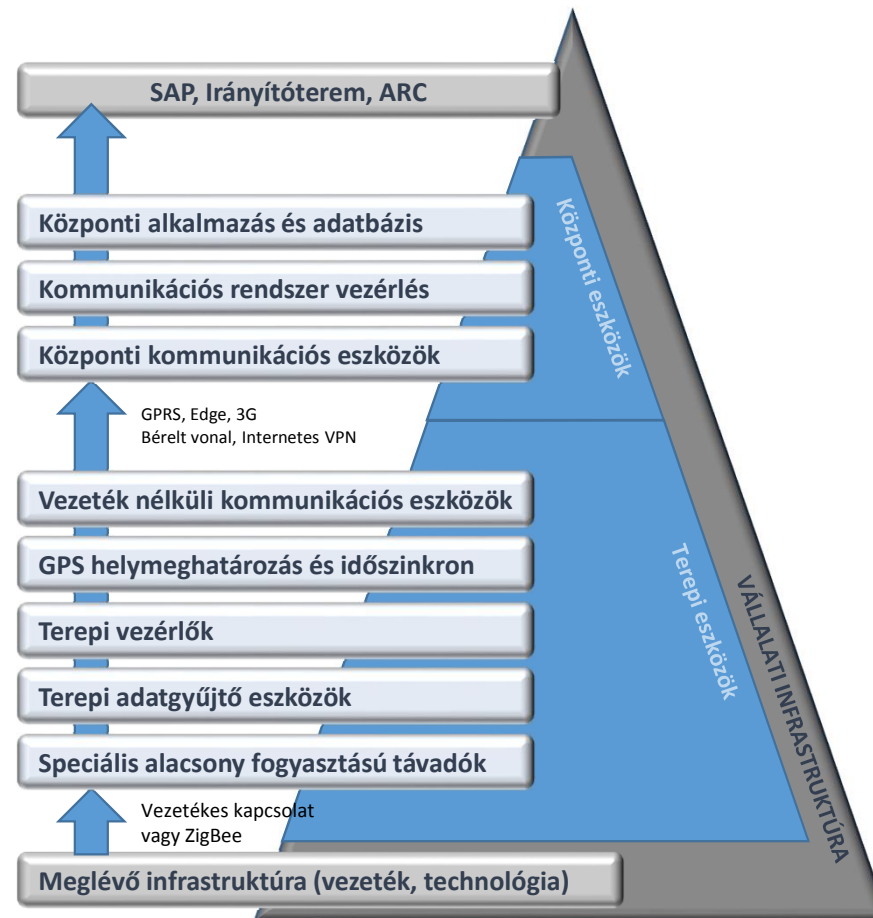 SAP, Irányítóterem, ARC
Központi alkalmazás és adatbázis
Kommunikációs rendszer vezérlés
Központi kommunikációs eszközök
Központi eszközök
GPRS, Edge, 3G
Bérelt vonal, Internetes VPN
Vezeték nélküli kommunikációs eszközök
GPS helymeghatározás és időszinkron
Terepi vezérlők
Terepi adatgyűjtő eszközök
Speciális alacsony fogyasztású távadók
Terepi eszközök
VÁLLALATI INFRASTRUKTÚRA
Vezetékes kapcsolat
vagy ZigBee
Meglévő infrastruktúra (vezeték, technológia)